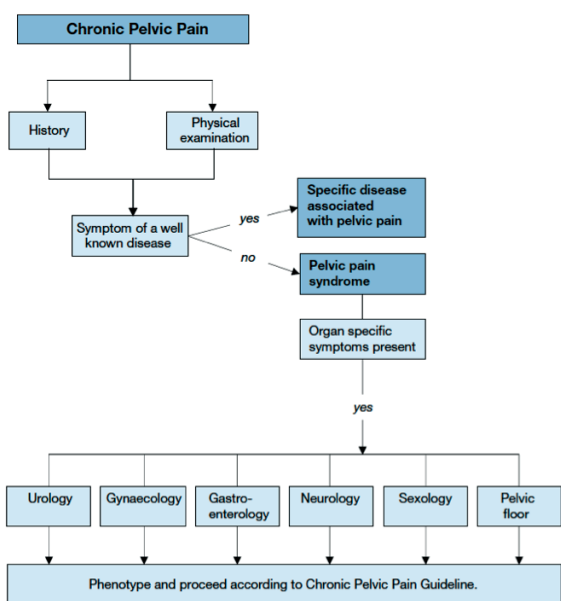 Chronic Pelvic Pain
History
Physical
examination
Symptom of a well
known disease
yes
Specific disease
associated
with pelvic pain
no
Pelvic pain
syndrome
Organ specific
symptoms present
yes
Urology
Gynaecology
Gastro-
enterology
Neurology
Sexology
Pelvic
floor
Phenotype and proceed according to Chronic Pelvic Pain Guideline.